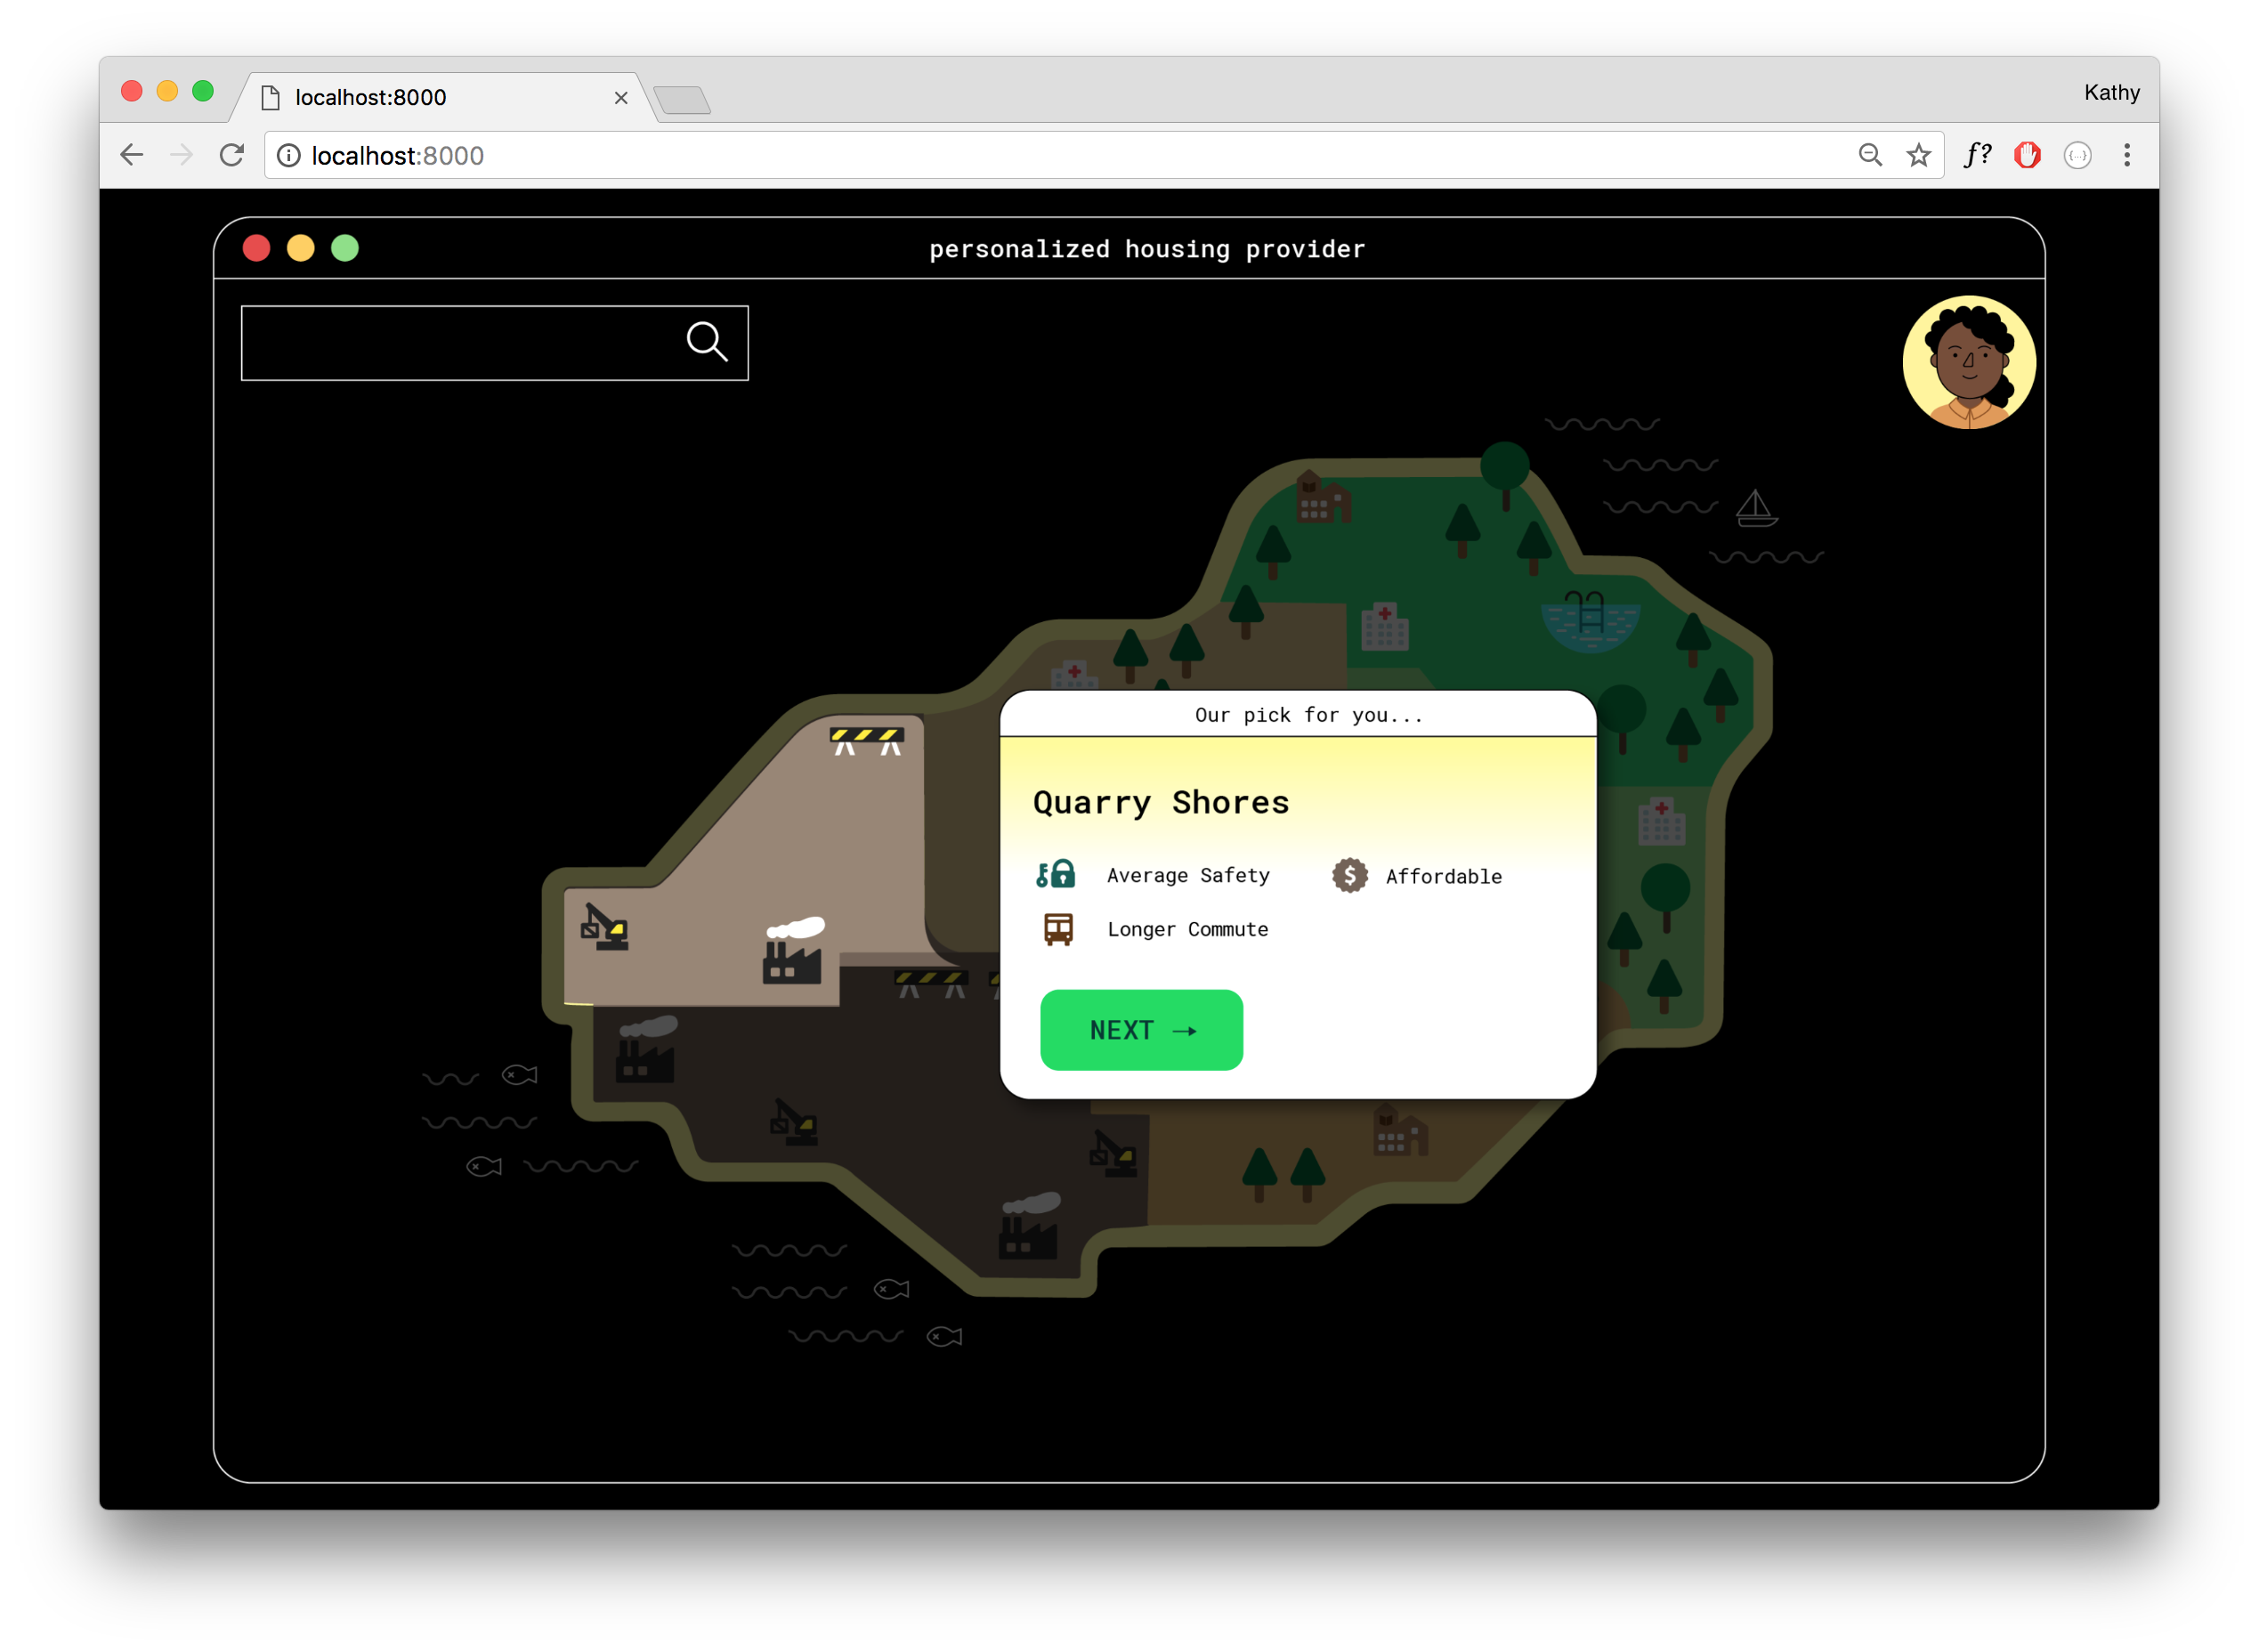 localhost:8000
Kathy
localhost:8000
f?
{...}
personalized housing provider
Our pick for you...
Quarry Shores
Average Safety
$
Affordable
Longer Commute
NEXT →